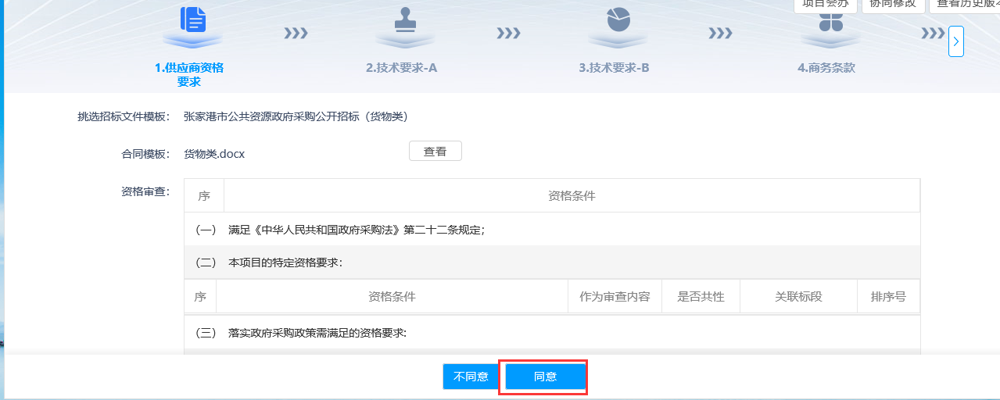 项目会办 协同修改 查看历史版本
1.供应商资格
要求
2.技术要求-A
3.技术要求-B
4.商务条款
挑选招标文件模板： 张家港市公共资源政府采购公开招标（货物类）
合同模板： 货物类.docx 查看
资格审查：
序 资格条件
（一） 满足《中华人民共和国政府采购法》第二十二条规定；
（二） 本项目的特定资格要求：
序 资格条件 作为审查内容 是否共性 关联标段 排序号
（三） 落实政府采购政策需满足的资格要求:
不同意 同意